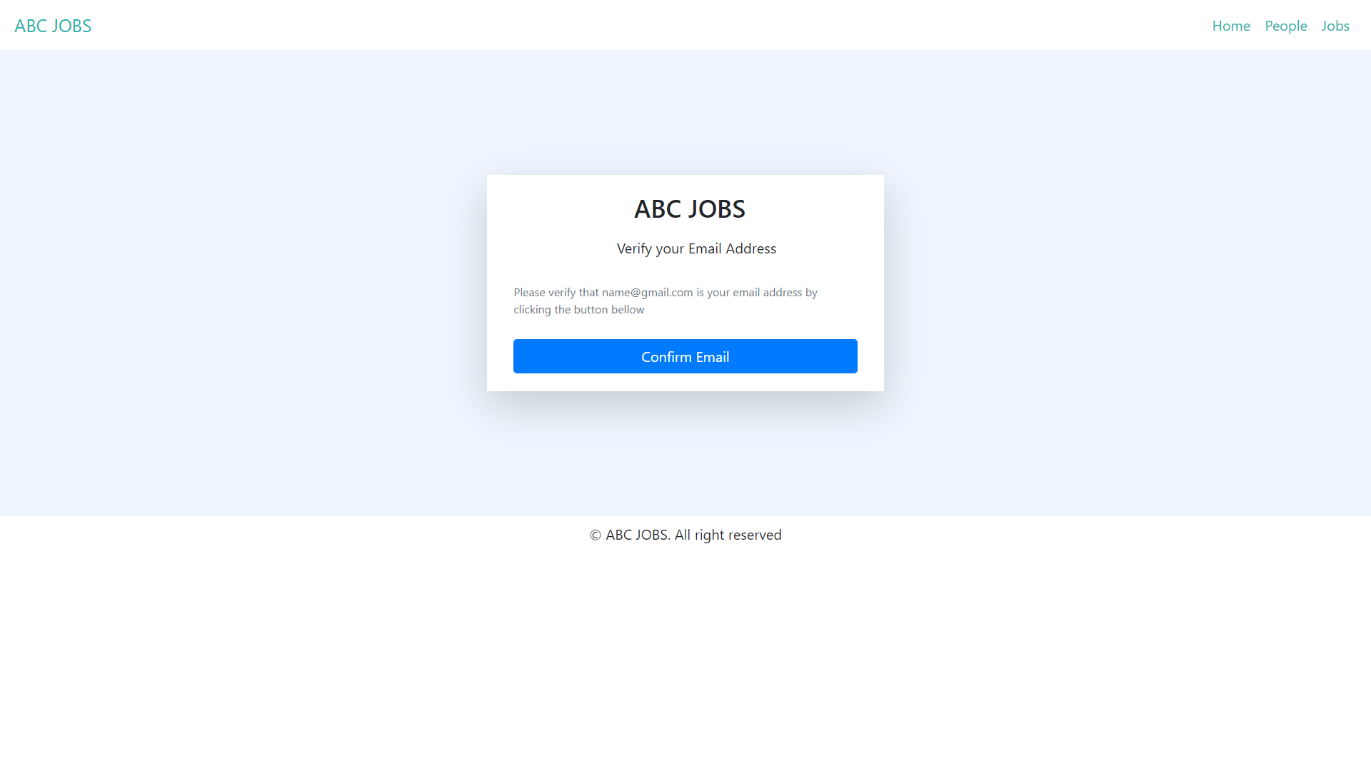 ABC JOBS
Home People Jobs
ABC JOBS
Verify your Email Address
Please verify that name@gmail.com is your email address by
clicking the button bellow
Confirm Email
© ABC JOBS. All right reserved